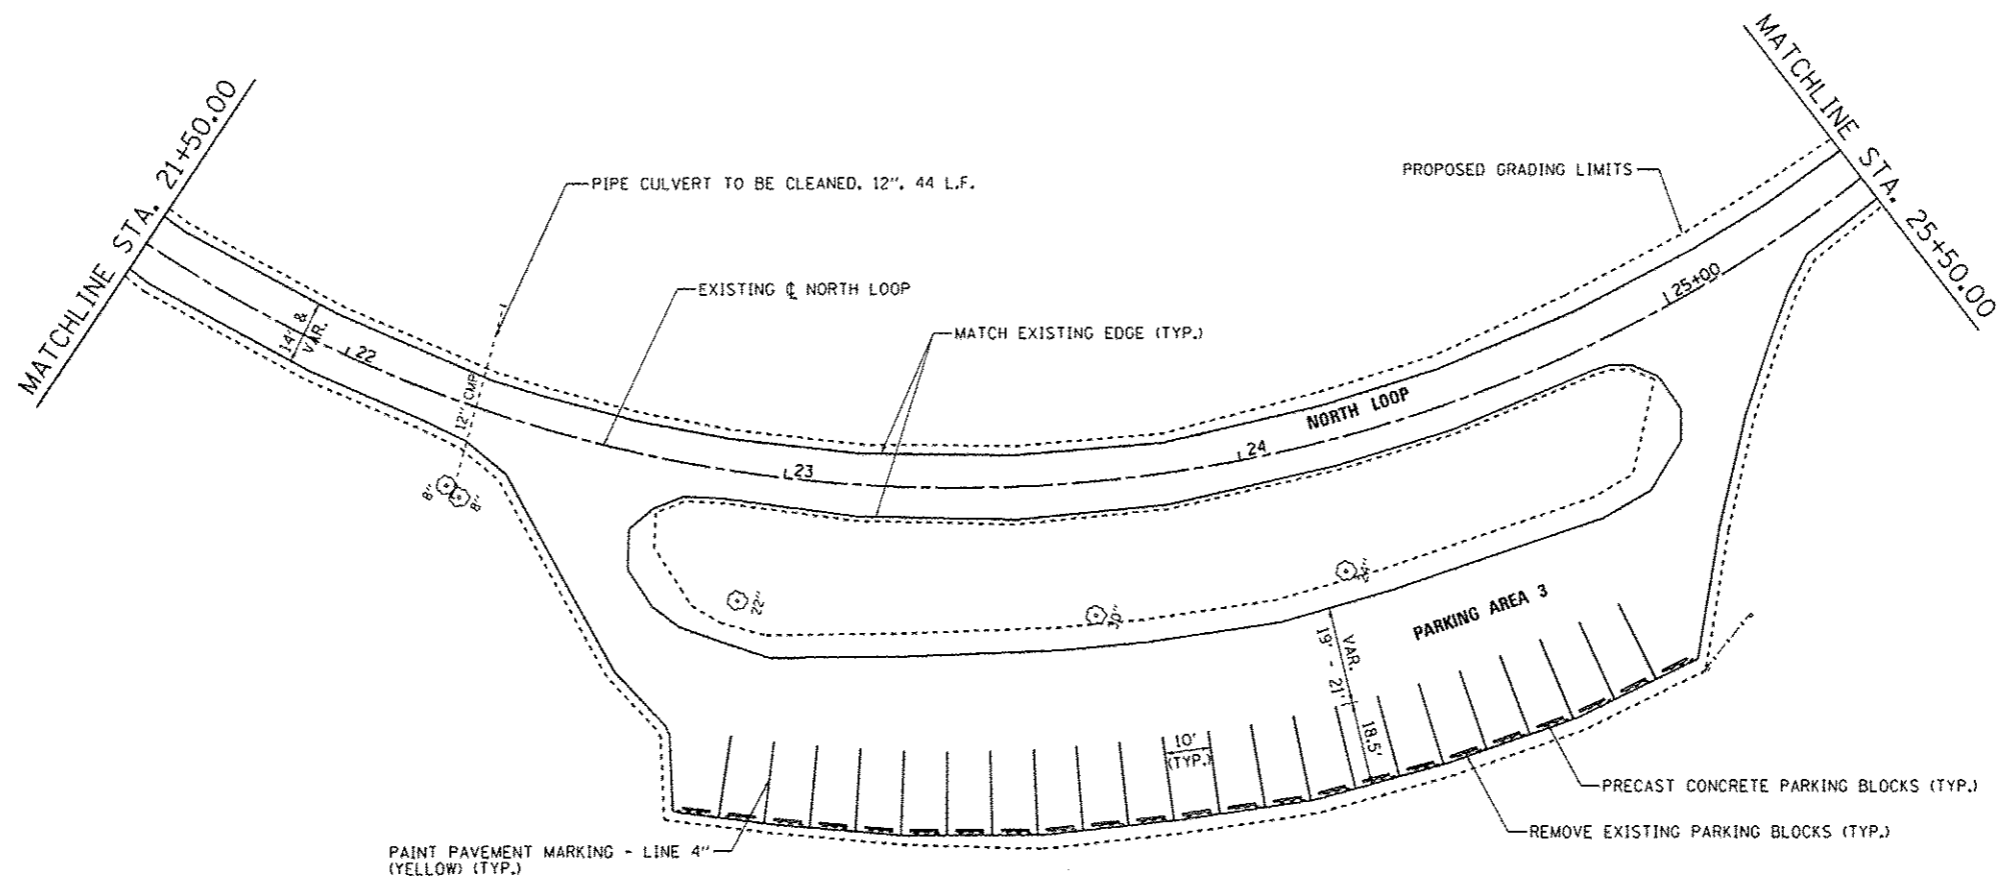 MATCHLINE STA. 21+50.00
MATCHLINE STA. 25+50.00
PIPE CULVERT TO BE CLEANED. 12", 44 L.F.
PROPOSED GRADING LIMITS
EXISTING ℄ NORTH LOOP
MATCH EXISTING EDGE (TYP.)
14' &
VAR.
22
12" CMP
25+00
NORTH LOOP
24
23
8"
8"
22"
30"
PARKING AREA 3
VAR.
19' - 21'
18.5'
10'
(TYP.)
PRECAST CONCRETE PARKING BLOCKS (TYP.)
REMOVE EXISTING PARKING BLOCKS (TYP.)
PAINT PAVEMENT MARKING - LINE 4"
(YELLOW) (TYP.)